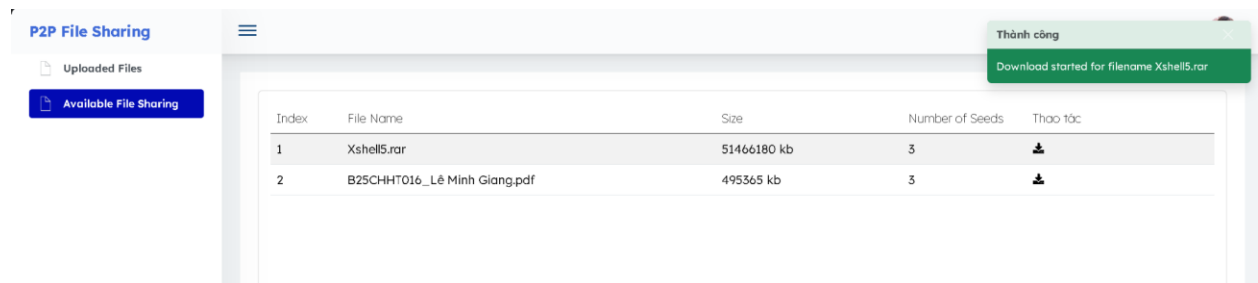 P2P File Sharing
Uploaded Files
Available File Sharing
Thành công
Download started for filename Xshell5.rar
Index File Name Size Number of Seeds Thao tác
1 Xshell5.rar 51466180 kb 3
2 B25CHHT016_Lê Minh Giang.pdf 495365 kb 3